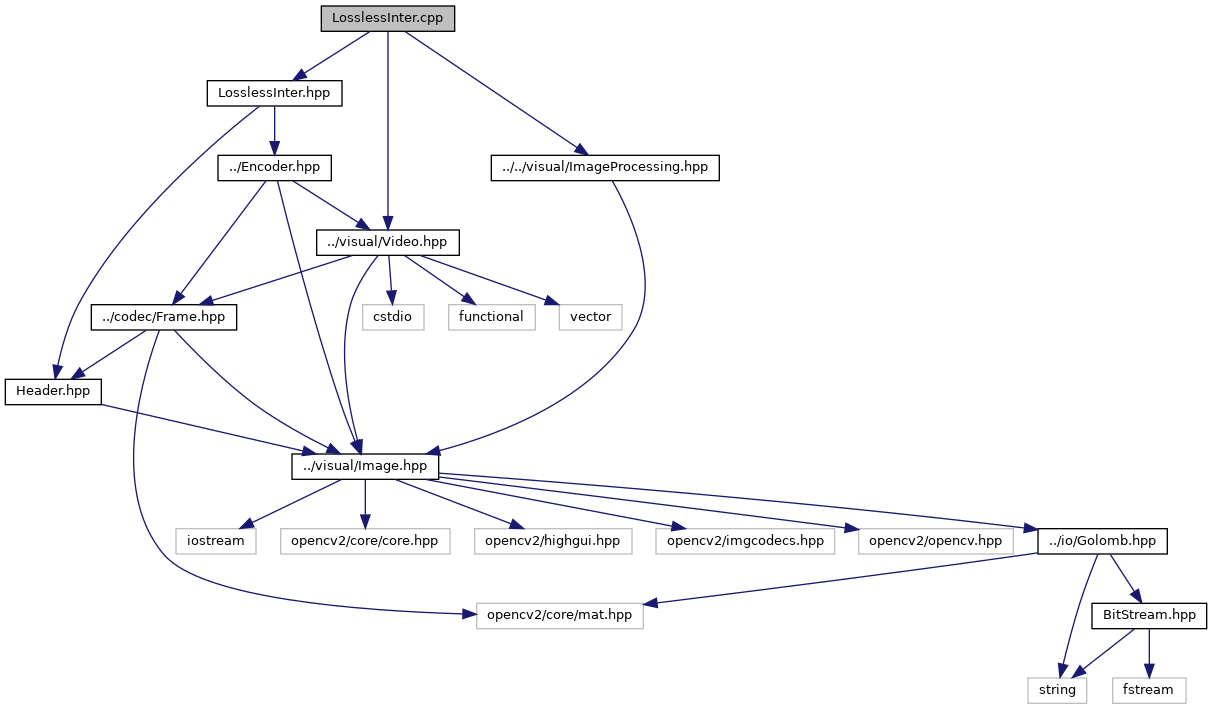 LosslessInter.cpp
LosslessInter.hpp
../Encoder.hpp
../../visual/ImageProcessing.hpp
../visual/Video.hpp
../codec/Frame.hpp
cstdio
functional
vector
Header.hpp
../visual/Image.hpp
iostream
opencv2/core/core.hpp
opencv2/highgui.hpp
opencv2/imgcodecs.hpp
opencv2/opencv.hpp
../io/Golomb.hpp
opencv2/core/mat.hpp
BitStream.hpp
string
fstream